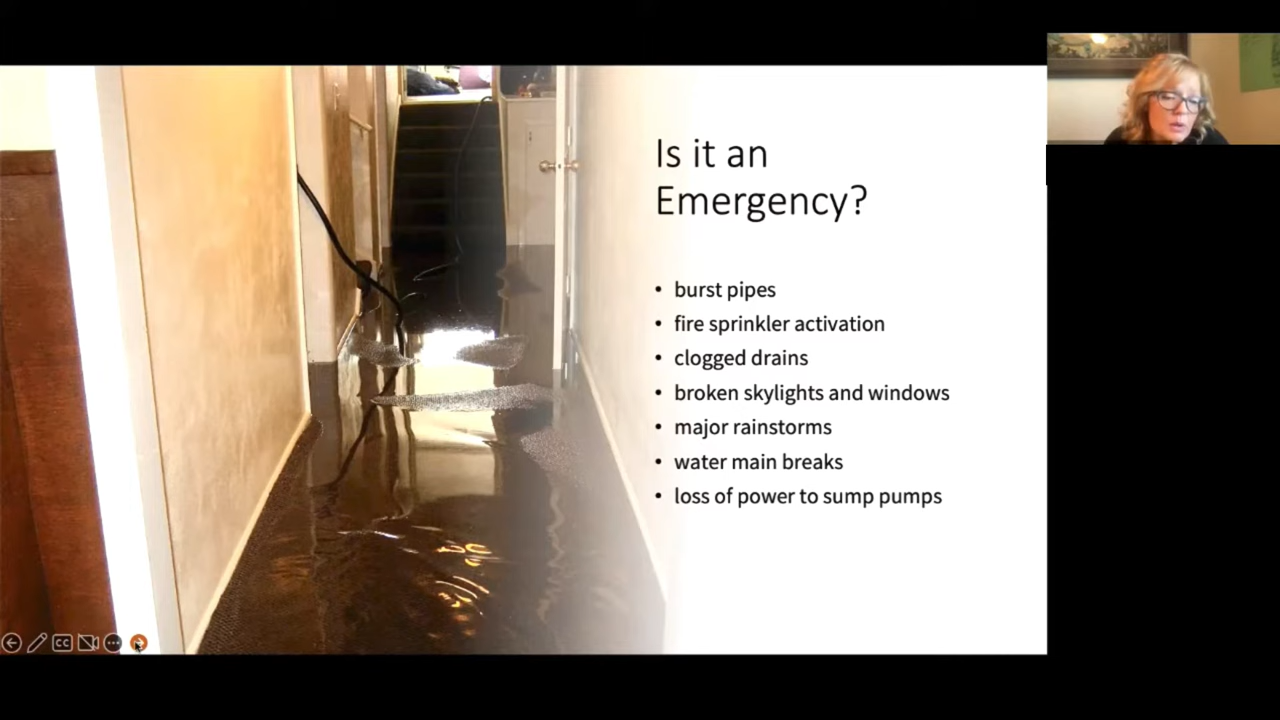 Is it an
Emergency?
• burst pipes
• fire sprinkler activation
• clogged drains
• broken skylights and windows
• major rainstorms
• water main breaks
• loss of power to sump pumps
CC